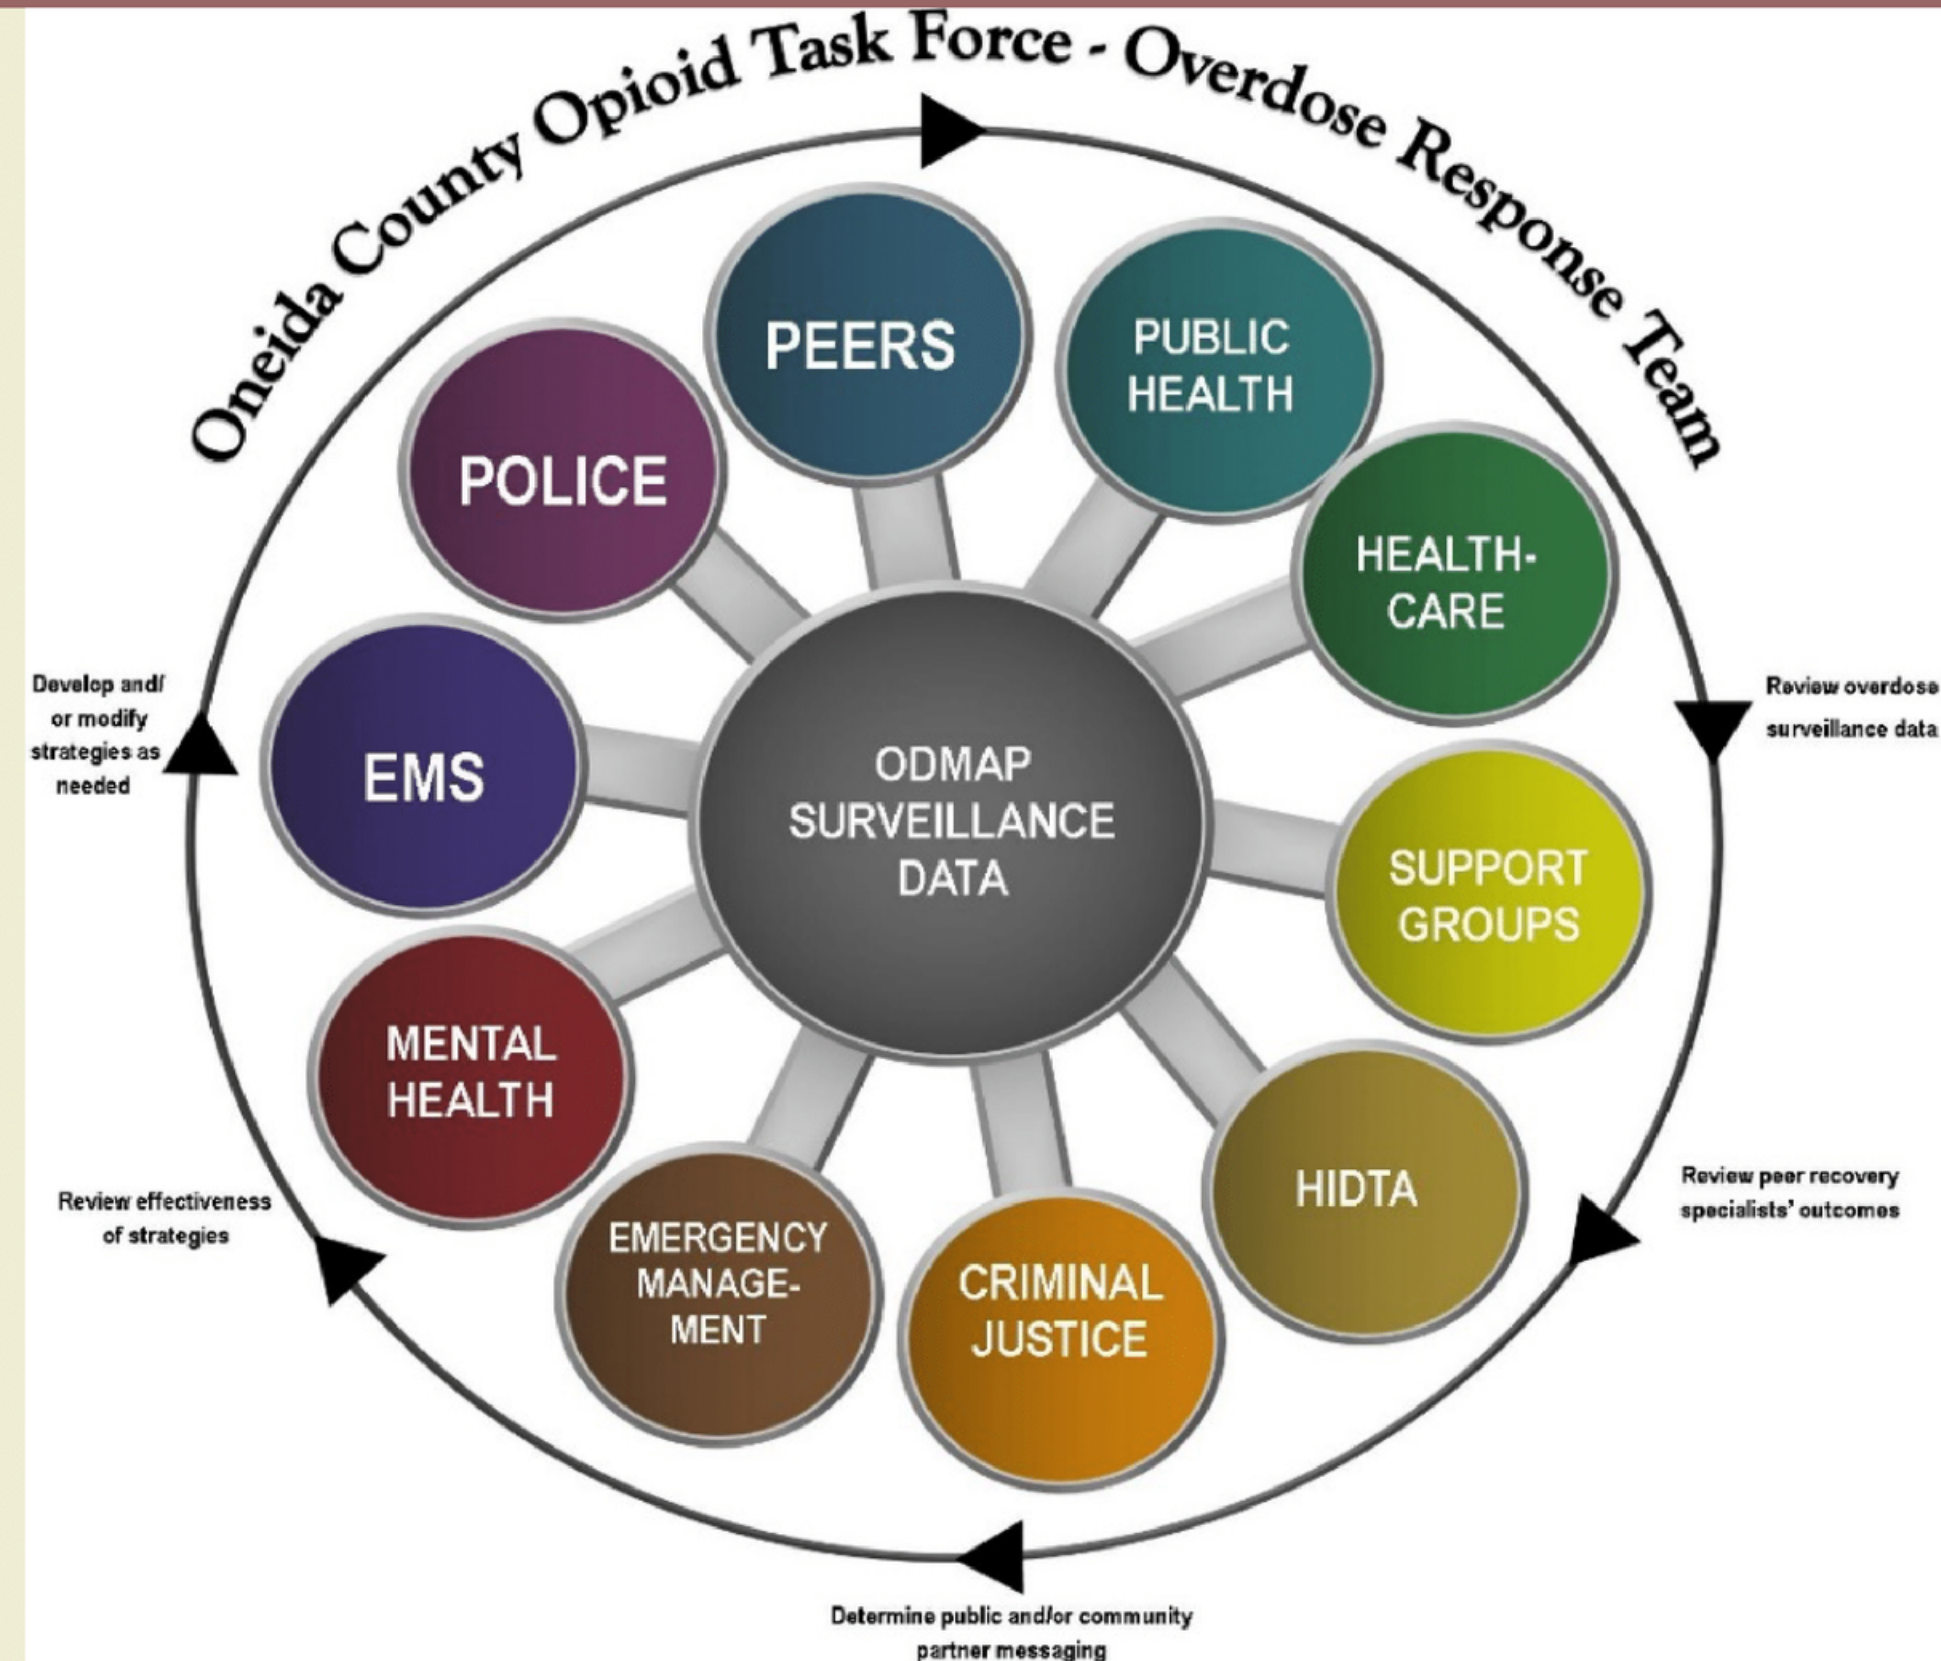 Oneida County Opioid Task Force - Overdose Response Team
PEERS
PUBLIC
HEALTH
HEALTH-
CARE
SUPPORT
GROUPS
HIDTA
CRIMINAL
JUSTICE
EMERGENCY
MANAGE-
MENT
MENTAL
HEALTH
EMS
POLICE
ODMAP
SURVEILLANCE
DATA
Review overdose
surveillance data
Review peer recovery
specialists' outcomes
Determine public and/or community
partner messaging
Review effectiveness
of strategies
Develop and/
or modify
strategies as
needed